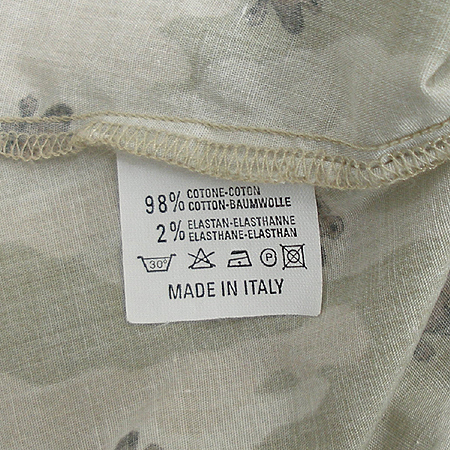 98% COTONE-COTON
COTTON-BAUMWOLLE
2% ELASTAN-ELASTHANNE
ELASTHANE-ELASTHAN
30° P
MADE IN ITALY